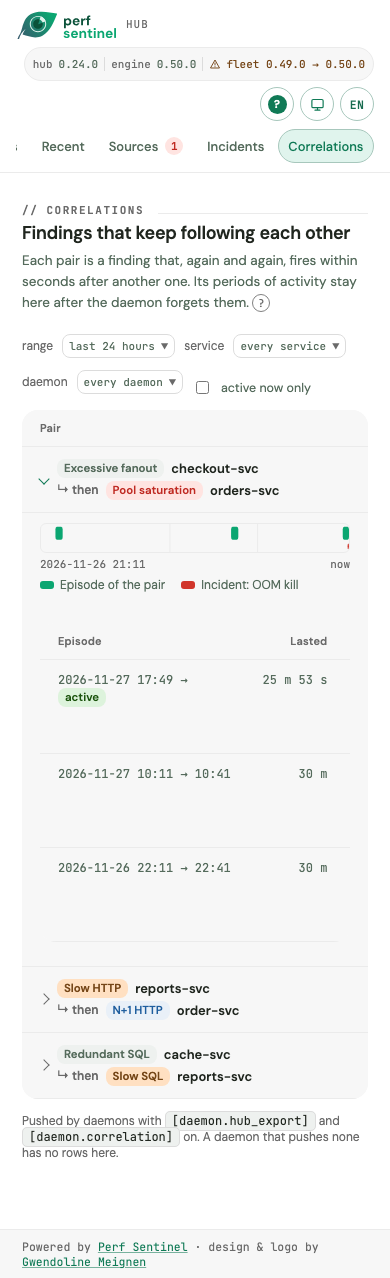 perf
sentinel HUB
hub 0.24.0 engine 0.50.0 ⚠ fleet 0.49.0 → 0.50.0
? EN
Recent Sources 1 Incidents Correlations
// CORRELATIONS
Findings that keep following each other
Each pair is a finding that, again and again, fires within
seconds after another one. Its periods of activity stay
here after the daemon forgets them. ?
range last 24 hours ▼ service every service ▼
daemon every daemon ▼ active now only
Pair
Excessive fanout checkout-svc
↳ then Pool saturation orders-svc
2026-11-26 21:11 now
Episode of the pair Incident: OOM kill
Episode Lasted
2026-11-27 17:49 → 25 m 53 s
active
2026-11-27 10:11 → 10:41 30 m
2026-11-26 22:11 → 22:41 30 m
Slow HTTP reports-svc
↳ then N+1 HTTP order-svc
Redundant SQL cache-svc
↳ then Slow SQL reports-svc
Pushed by daemons with [daemon.hub_export] and
[daemon.correlation] on. A daemon that pushes none
has no rows here.
Powered by Perf Sentinel · design & logo by
Gwendoline Meignen